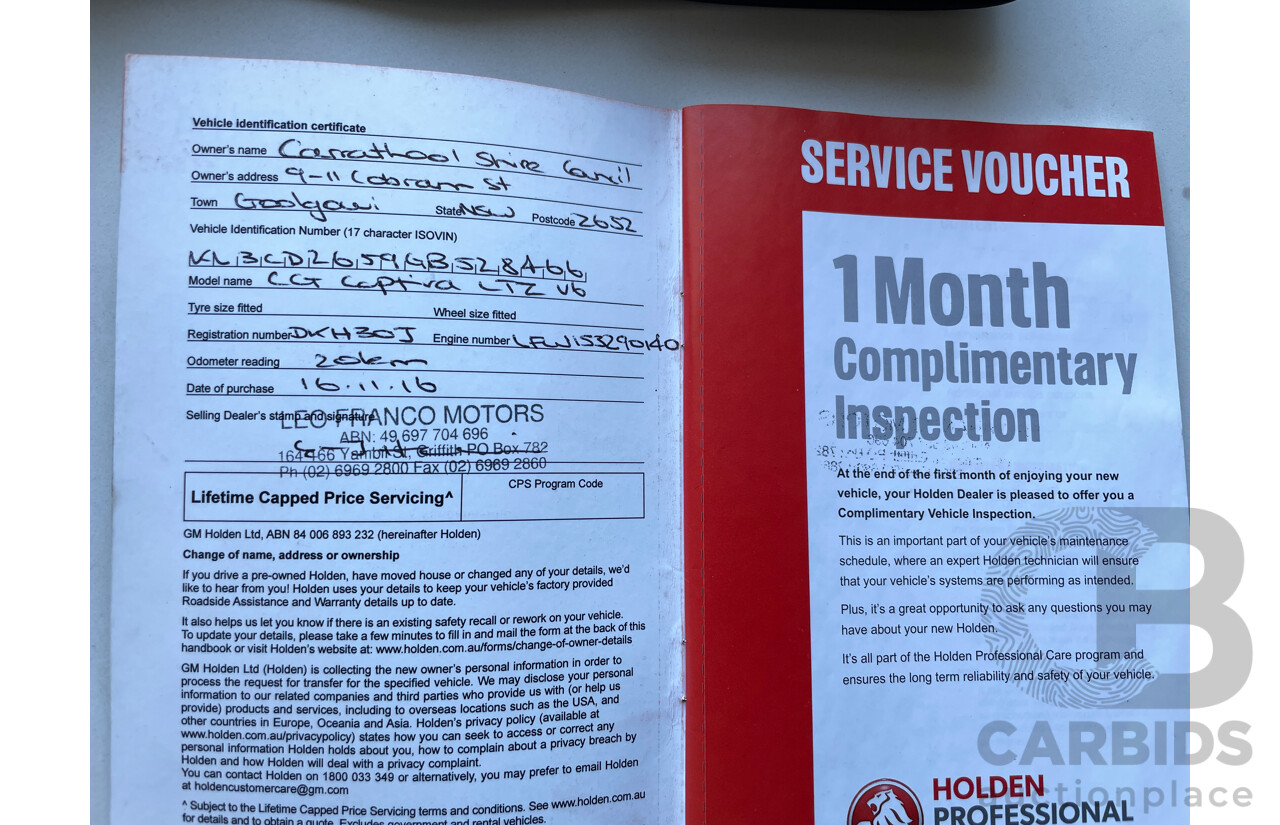 Vehicle identification certificate
Owner's name Carrathool Shire Concil
Owner's address 9-11 Cobram St
Town Goolgowi State NSW Postcode 2652
Vehicle Identification Number (17 character ISOVIN)
KL3CD2659GB528466
Model name CG Captiva LTZ V6
Tyre size fitted Wheel size fitted
Registration number DKH30J Engine number LFW153290140
Odometer reading 20km
Date of purchase 16.11.16
Selling Dealer's stamp and signature
LEO FRANCO MOTORS
ABN: 49 697 704 696
164-166 Yambil St, Griffith PO Box 782
Ph (02) 6969 2800 Fax (02) 6969 2860
Lifetime Capped Price Servicing^
CPS Program Code
GM Holden Ltd, ABN 84 006 893 232 (hereinafter Holden)
Change of name, address or ownership
If you drive a pre-owned Holden, have moved house or changed any of your details, we'd
like to hear from you! Holden uses your details to keep your vehicle's factory provided
Roadside Assistance and Warranty details up to date.
It also helps us let you know if there is an existing safety recall or rework on your vehicle.
To update your details, please take a few minutes to fill in and mail the form at the back of this
handbook or visit Holden's website at: www.holden.com.au/forms/change-of-owner-details
GM Holden Ltd (Holden) is collecting the new owner's personal information in order to
process the request for transfer for the specified vehicle. We may disclose your personal
information to our related companies and third parties who provide us with (or help us
provide) products and services, including to overseas locations such as the USA, and
other countries in Europe, Oceania and Asia. Holden's privacy policy (available at
www.holden.com.au/privacypolicy) states how you can seek to access or correct any
personal information Holden holds about you, how to complain about a privacy breach by
Holden and how Holden will deal with a privacy complaint.
You can contact Holden on 1800 033 349 or alternatively, you may prefer to email Holden
at holdencustomercare@gm.com
^ Subject to the Lifetime Capped Price Servicing terms and conditions. See www.holden.com.au
for details and to obtain a quote. Excludes government and rental vehicles.
SERVICE VOUCHER
1 Month
Complimentary
Inspection
At the end of the first month of enjoying your new
vehicle, your Holden Dealer is pleased to offer you a
Complimentary Vehicle Inspection.
This is an important part of your vehicle's maintenance
schedule, where an expert Holden technician will ensure
that your vehicle's systems are performing as intended.
Plus, it's a great opportunity to ask any questions you may
have about your new Holden.
It's all part of the Holden Professional Care program and
ensures the long term reliability and safety of your vehicle.
HOLDEN
PROFESSIONAL
CARBIDS
auctionplace